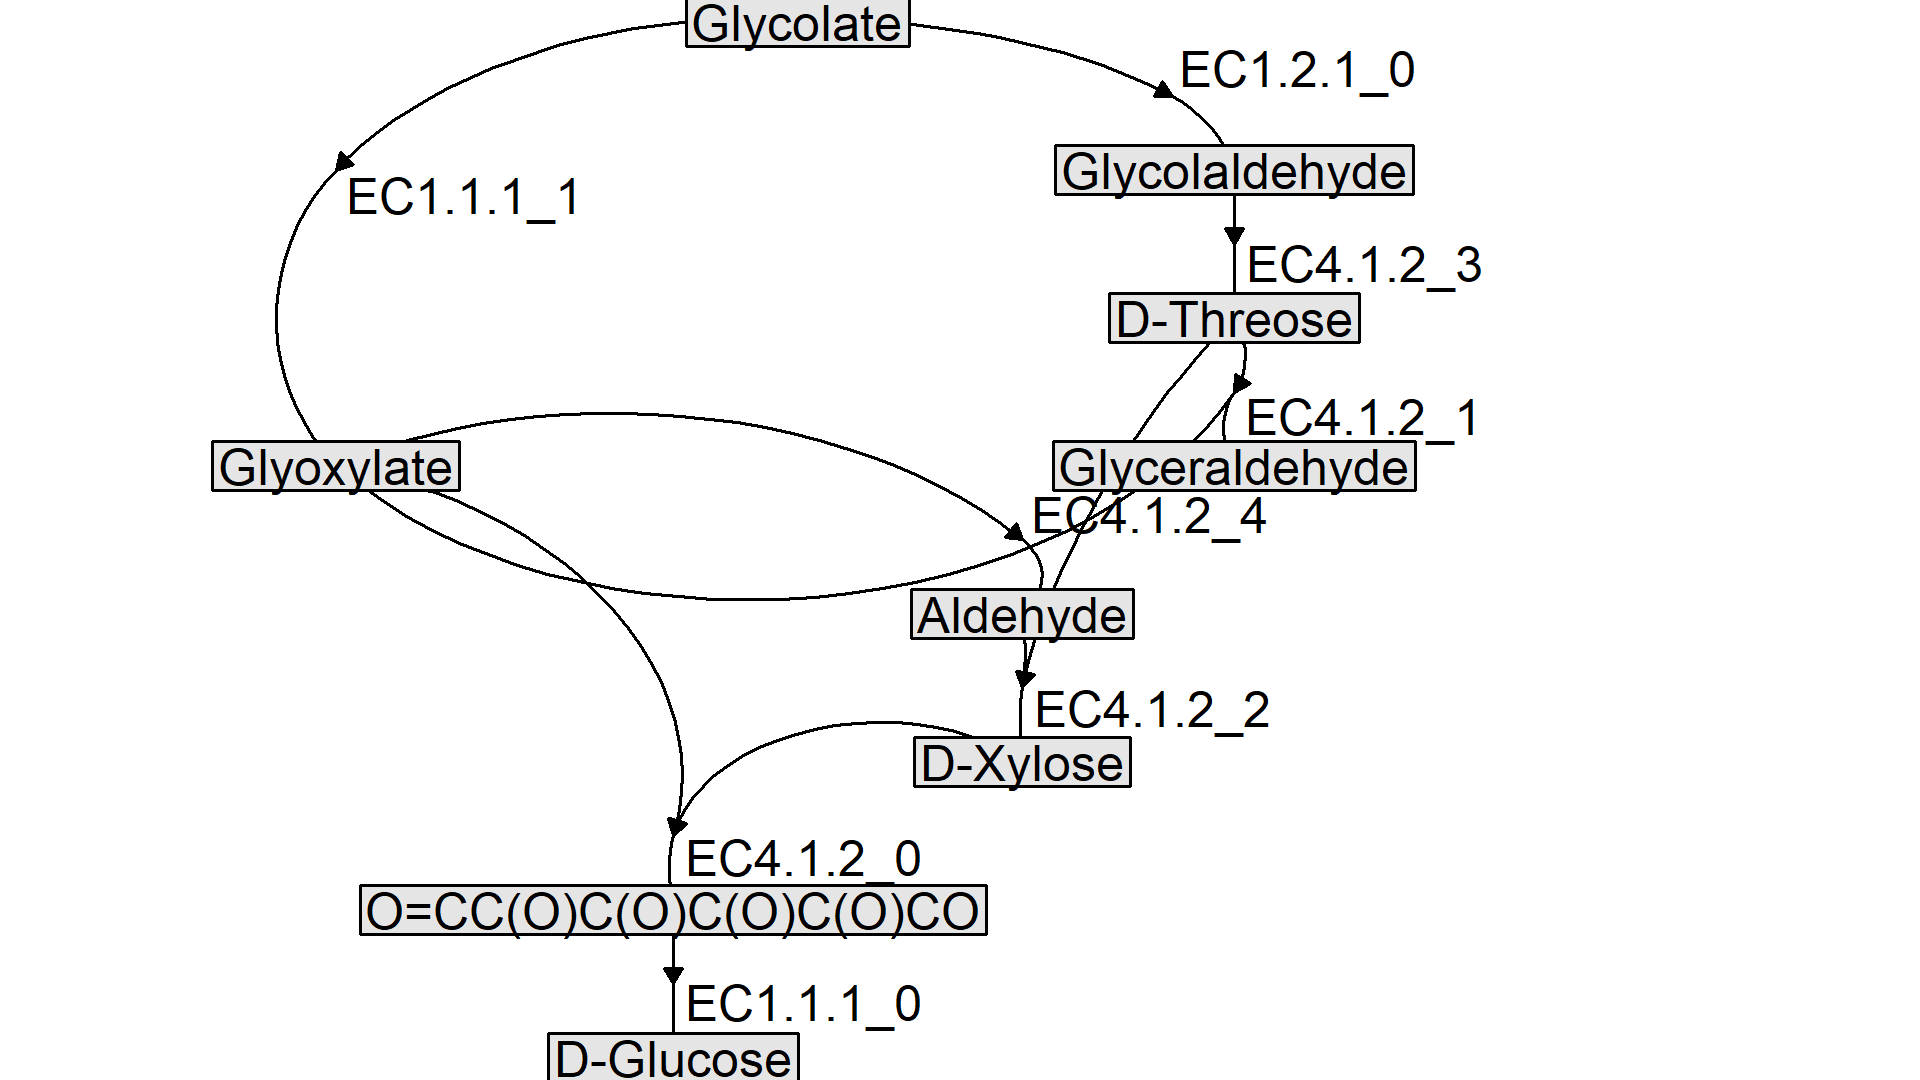 Glycolate
EC1.2.1_0
Glycolaldehyde
EC1.1.1_1
EC4.1.2_3
D-Threose
EC4.1.2_1
Glyoxylate
Glyceraldehyde
EC4.1.2_4
Aldehyde
EC4.1.2_2
D-Xylose
EC4.1.2_0
O=CC(O)C(O)C(O)C(O)CO
EC1.1.1_0
D-Glucose